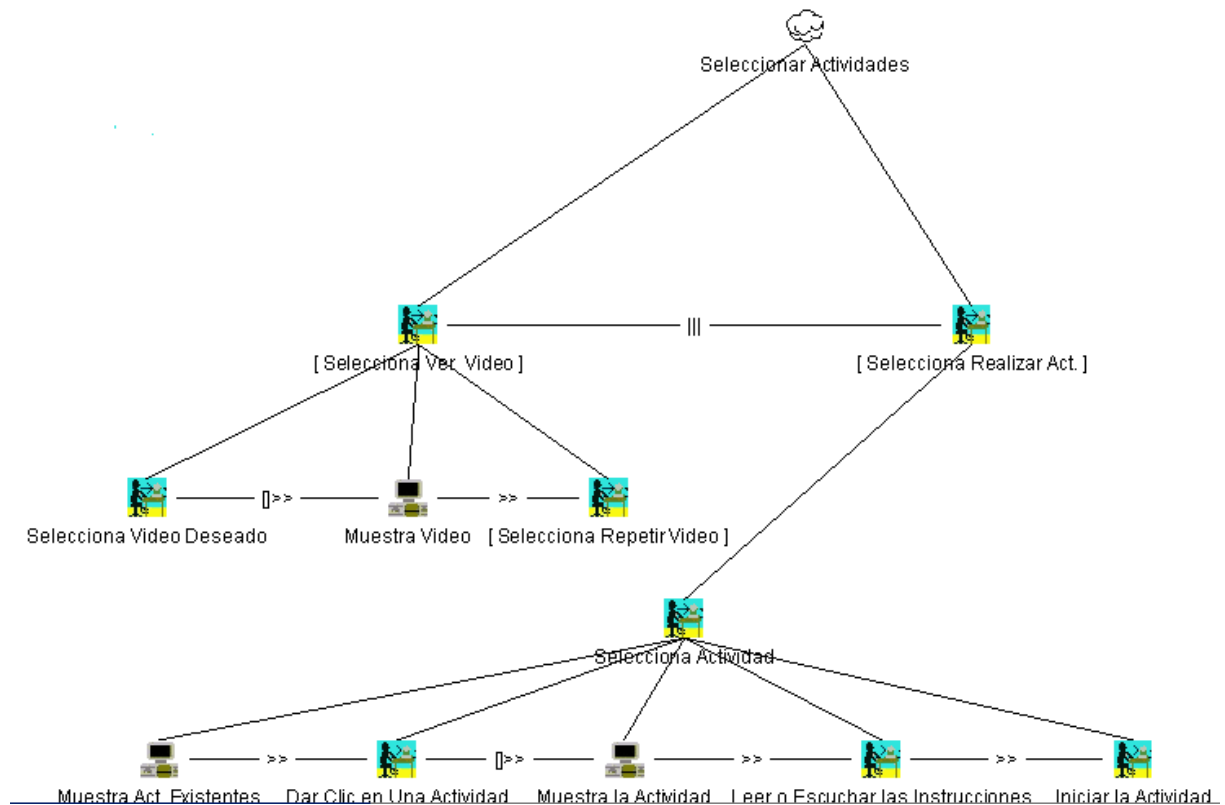 Seleccionar Actividades
|||
[ Selecciona Ver Video ]
[ Selecciona Realizar Act. ]
[]>>
>>
Selecciona Video Deseado
Muestra Video
[ Selecciona Repetir Video ]
Selecciona Actividad
>>
[]>>
>>
>>
Muestra Act. Existentes
Dar Clic en Una Actividad
Muestra la Actividad
Leer o Escuchar las Instrucciones
Iniciar la Actividad